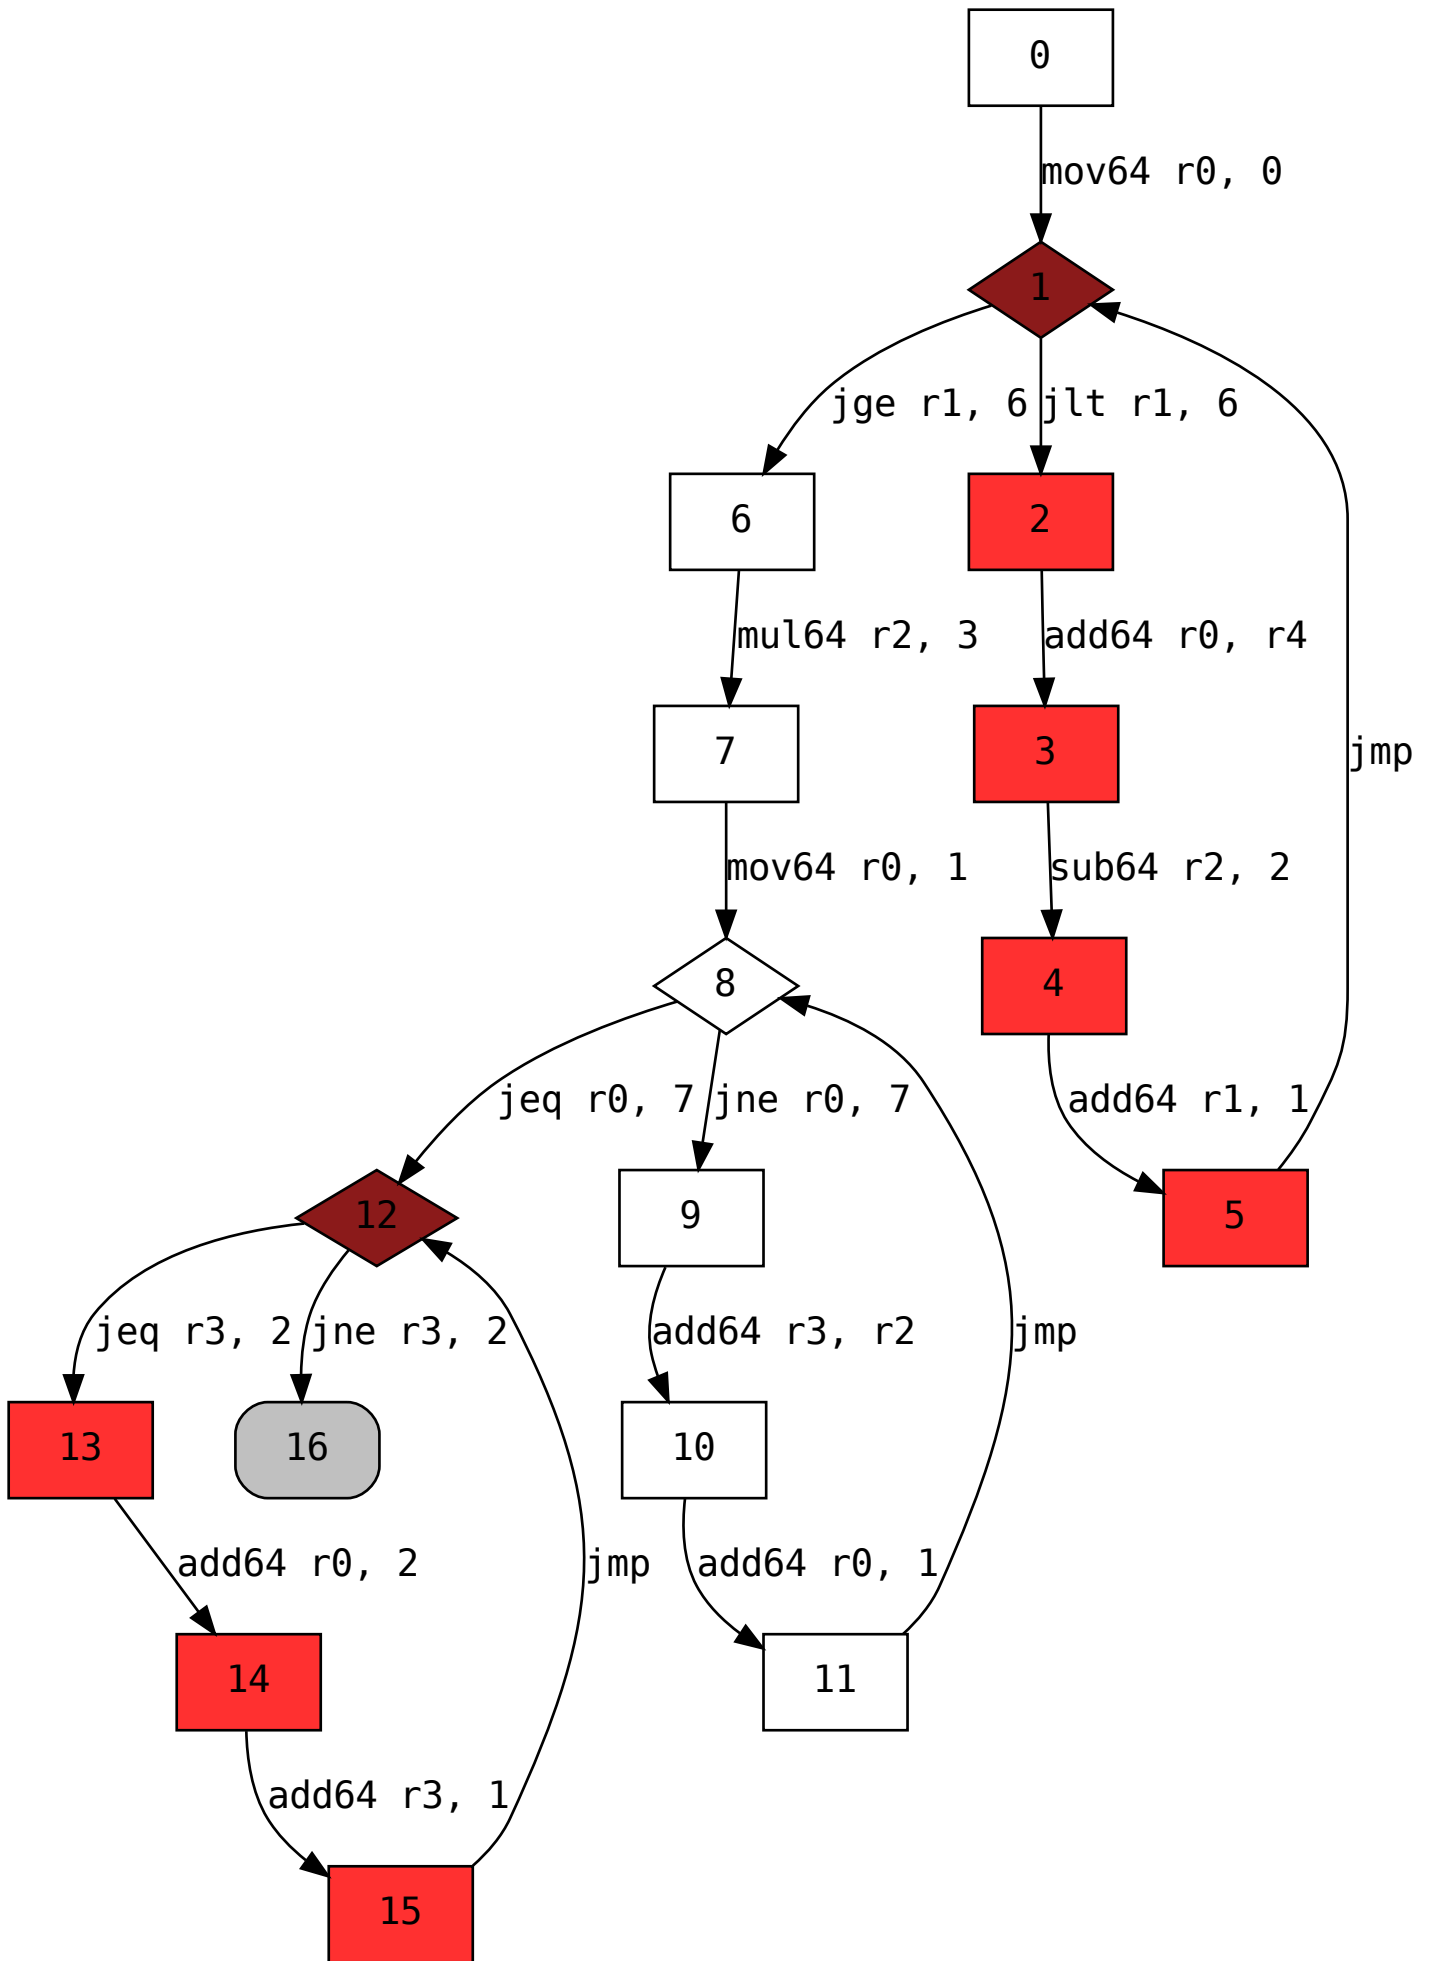 0
mov64 r0, 0
1
jge r1, 6
jlt r1, 6
6
2
mul64 r2, 3
add64 r0, r4
7
3
jmp
mov64 r0, 1
sub64 r2, 2
8
4
jeq r0, 7
jne r0, 7
add64 r1, 1
12
9
5
jeq r3, 2
jne r3, 2
add64 r3, r2
jmp
13
16
10
add64 r0, 2
jmp
add64 r0, 1
14
11
add64 r3, 1
15